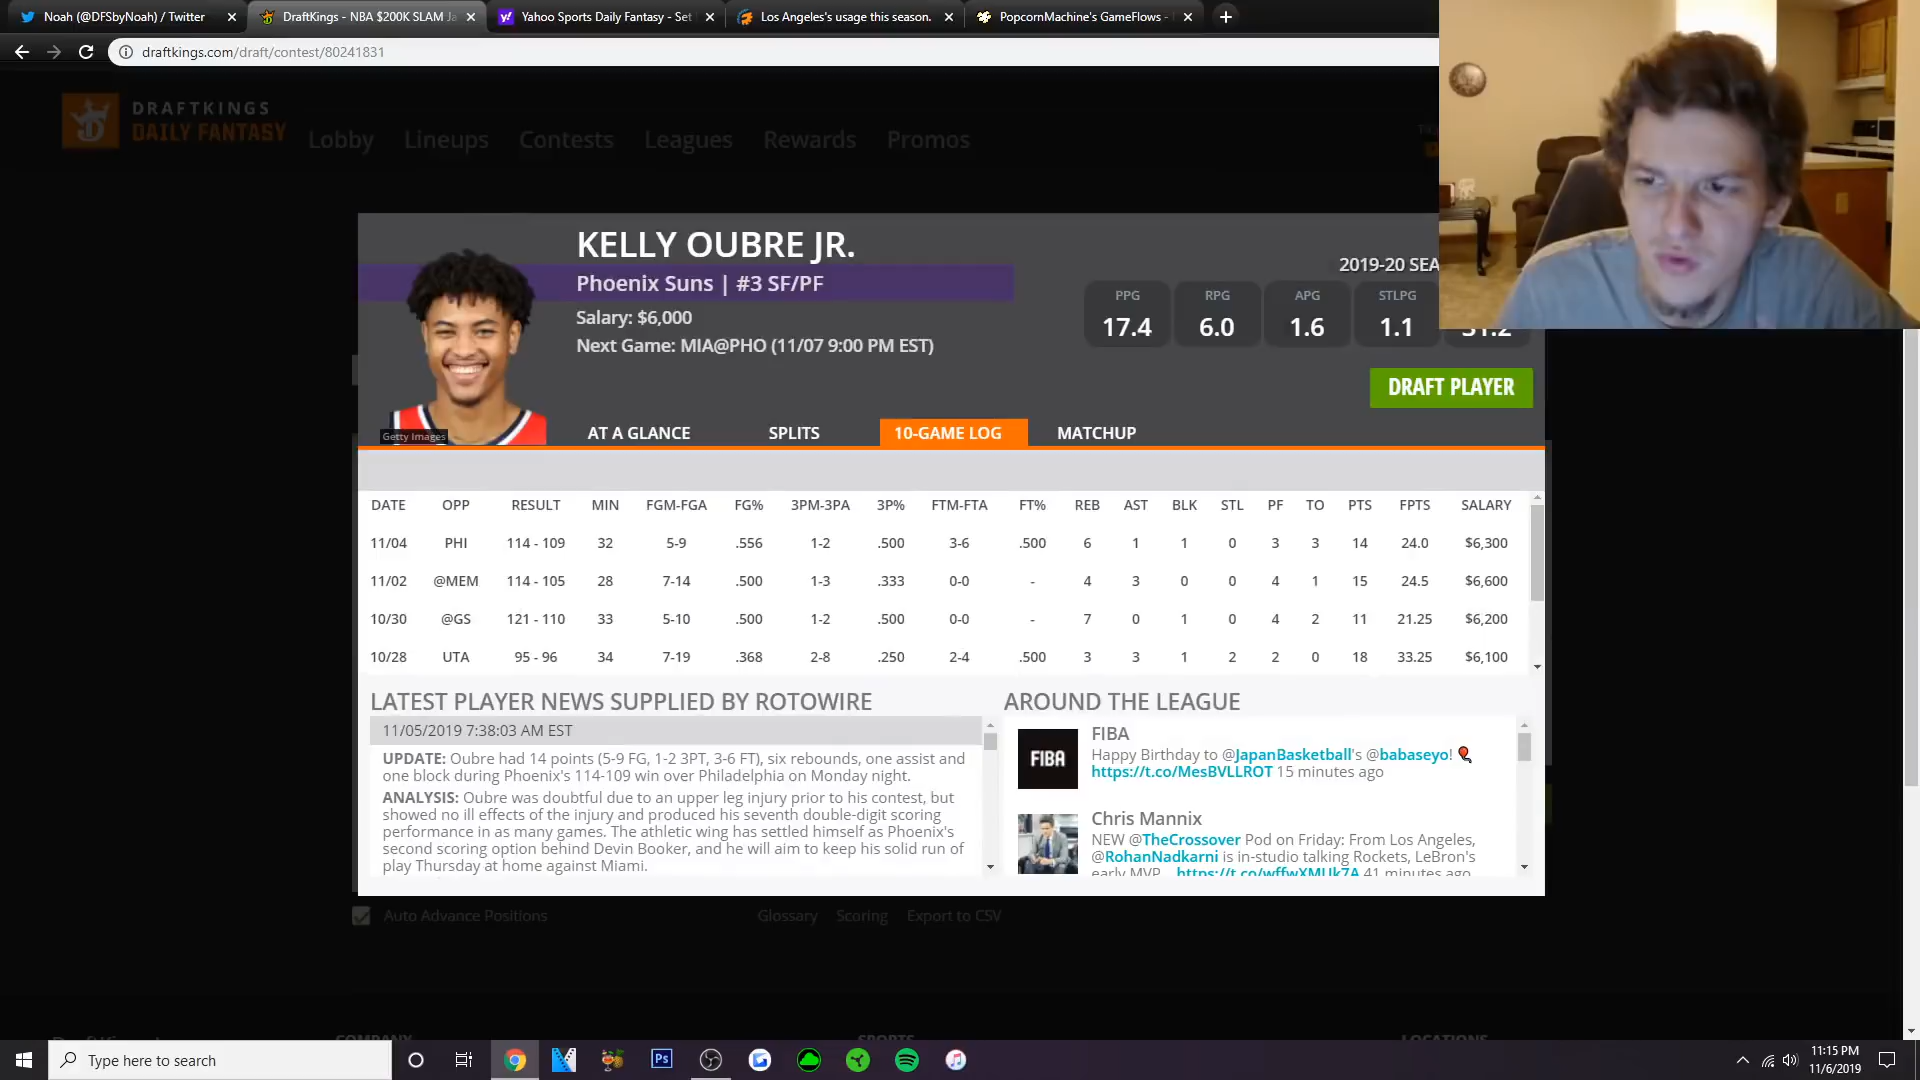 Noah (@DFSbyNoah) / Twitter
DraftKings - NBA $200K SLAM Ja
Yahoo Sports Daily Fantasy - Set
Los Angeles's usage this season.
PopcornMachine's GameFlows -
draftkings.com/draft/contest/80241831
DRAFTKINGS
DAILY FANTASY
Lobby Lineups Contests Leagues Rewards Promos
KELLY OUBRE JR.
Phoenix Suns | #3 SF/PF
Salary: $6,000
Next Game: MIA@PHO (11/07 9:00 PM EST)
2019-20 SEA
PPG RPG APG STLPG
17.4 6.0 1.6 1.1 31.2
DRAFT PLAYER
Getty Images
AT A GLANCE SPLITS 10-GAME LOG MATCHUP
DATE OPP RESULT MIN FGM-FGA FG% 3PM-3PA 3P% FTM-FTA FT% REB AST BLK STL PF TO PTS FPTS SALARY
11/04 PHI 114 - 109 32 5-9 .556 1-2 .500 3-6 .500 6 1 1 0 3 3 14 24.0 $6,300
11/02 @MEM 114 - 105 28 7-14 .500 1-3 .333 0-0 - 4 3 0 0 4 1 15 24.5 $6,600
10/30 @GS 121 - 110 33 5-10 .500 1-2 .500 0-0 - 7 0 1 0 4 2 11 21.25 $6,200
10/28 UTA 95 - 96 34 7-19 .368 2-8 .250 2-4 .500 3 3 1 2 2 0 18 33.25 $6,100
LATEST PLAYER NEWS SUPPLIED BY ROTOWIRE
11/05/2019 7:38:03 AM EST
UPDATE: Oubre had 14 points (5-9 FG, 1-2 3PT, 3-6 FT), six rebounds, one assist and
one block during Phoenix's 114-109 win over Philadelphia on Monday night.
ANALYSIS: Oubre was doubtful due to an upper leg injury prior to his contest, but
showed no ill effects of the injury and produced his seventh double-digit scoring
performance in as many games. The athletic wing has settled himself as Phoenix's
second scoring option behind Devin Booker, and he will aim to keep his solid run of
play Thursday at home against Miami.
AROUND THE LEAGUE
FIBA
FIBA
Happy Birthday to @JapanBasketball's @babaseyo!
https://t.co/MesBVLLROT 15 minutes ago
Chris Mannix
NEW @TheCrossover Pod on Friday: From Los Angeles,
@RohanNadkarni is in-studio talking Rockets, LeBron's
early MVP https://t.co/wffwXMUk7A 41 minutes ago
Auto Advance Positions
Glossary Scoring Export to CSV
COMPANY SPORTS LOCATIONS
Type here to search
Ps
11:15 PM
11/6/2019